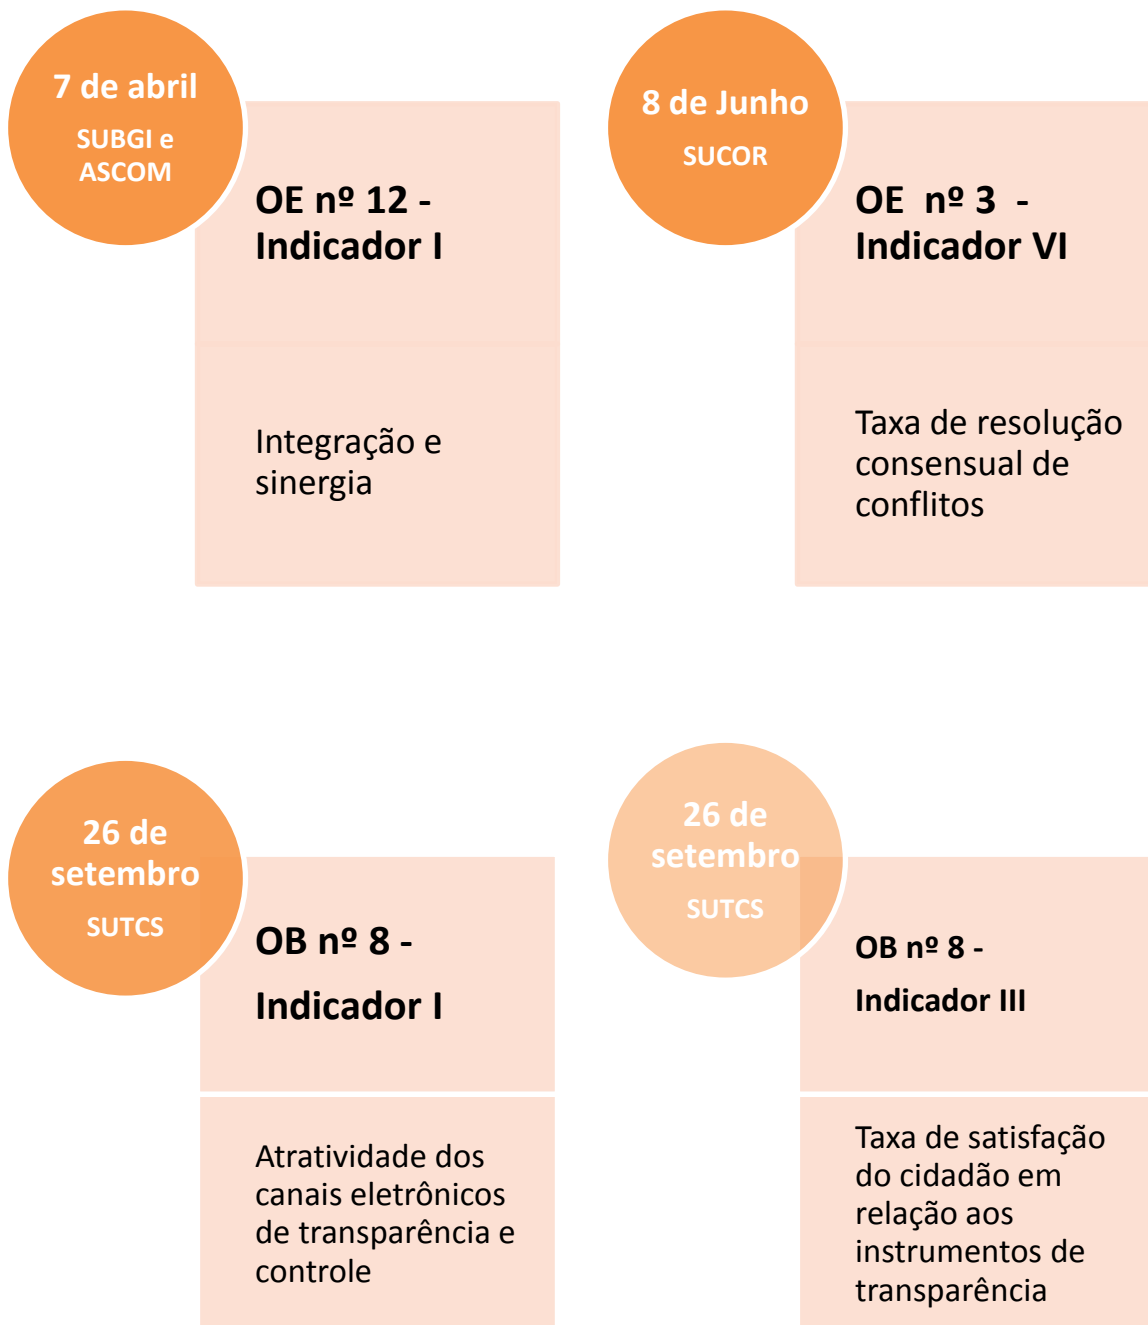 7 de abril
SUBGI e
ASCOM
OE nº 12 -
Indicador I
Integração e
sinergia
8 de Junho
SUCOR
OE nº 3 -
Indicador VI
Taxa de resolução
consensual de
conflitos
26 de
setembro
SUTCS
OB nº 8 -
Indicador I
Atratividade dos
canais eletrônicos
de transparência e
controle
26 de
setembro
SUTCS
OB nº 8 -
Indicador III
Taxa de satisfação
do cidadão em
relação aos
instrumentos de
transparência